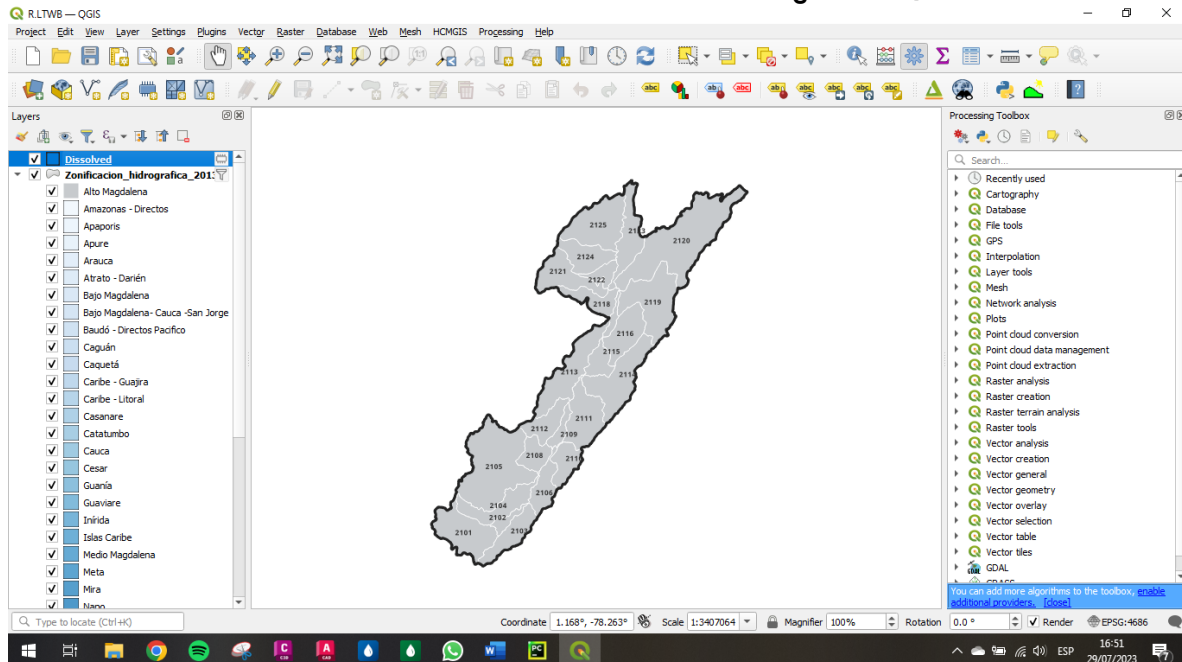 R.LTWB — QGIS
Project Edit View Layer Settings Plugins Vector Raster Database Web Mesh HCMGIS Processing Help
Layers
Dissolved
Zonificacion_hidrografica_201
Alto Magdalena
Amazonas - Directos
Apaporis
Apure
Arauca
Atrato - Darién
Bajo Magdalena
Bajo Magdalena- Cauca -San Jorge
Baudó - Directos Pacifico
Caguán
Caquetá
Caribe - Guajira
Caribe - Litoral
Casanare
Catatumbo
Cauca
Cesar
Guanía
Guaviare
Inírida
Islas Caribe
Medio Magdalena
Meta
Mira
Napo
2125
2120
2124
2121
2122
2118
2119
2116
2115
2113
2114
2111
2112
2109
2108
2105
2106
2104
2102
2101
2103
Processing Toolbox
Search...
Recently used
Cartography
Database
File tools
GPS
Interpolation
Layer tools
Mesh
Network analysis
Plots
Point cloud conversion
Point cloud data management
Point cloud extraction
Raster analysis
Raster creation
Raster terrain analysis
Raster tools
Vector analysis
Vector creation
Vector general
Vector geometry
Vector overlay
Vector selection
Vector table
Vector tiles
GDAL
GRASS
You can add more algorithms to the toolbox, enable
additional providers. [close]
Type to locate (Ctrl+K) Coordinate 1.168°, -78.263° Scale 1:3407064 Magnifier 100% Rotation 0.0 ° Render EPSG:4686
ESP 16:51
29/07/2023